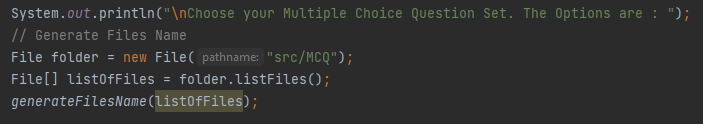 System.out.println("\nChoose your Multiple Choice Question Set. The Options are : ");
// Generate Files Name
File folder = new File( pathname: "src/MCQ");
File[] listOfFiles = folder.listFiles();
generateFilesName(listOfFiles);